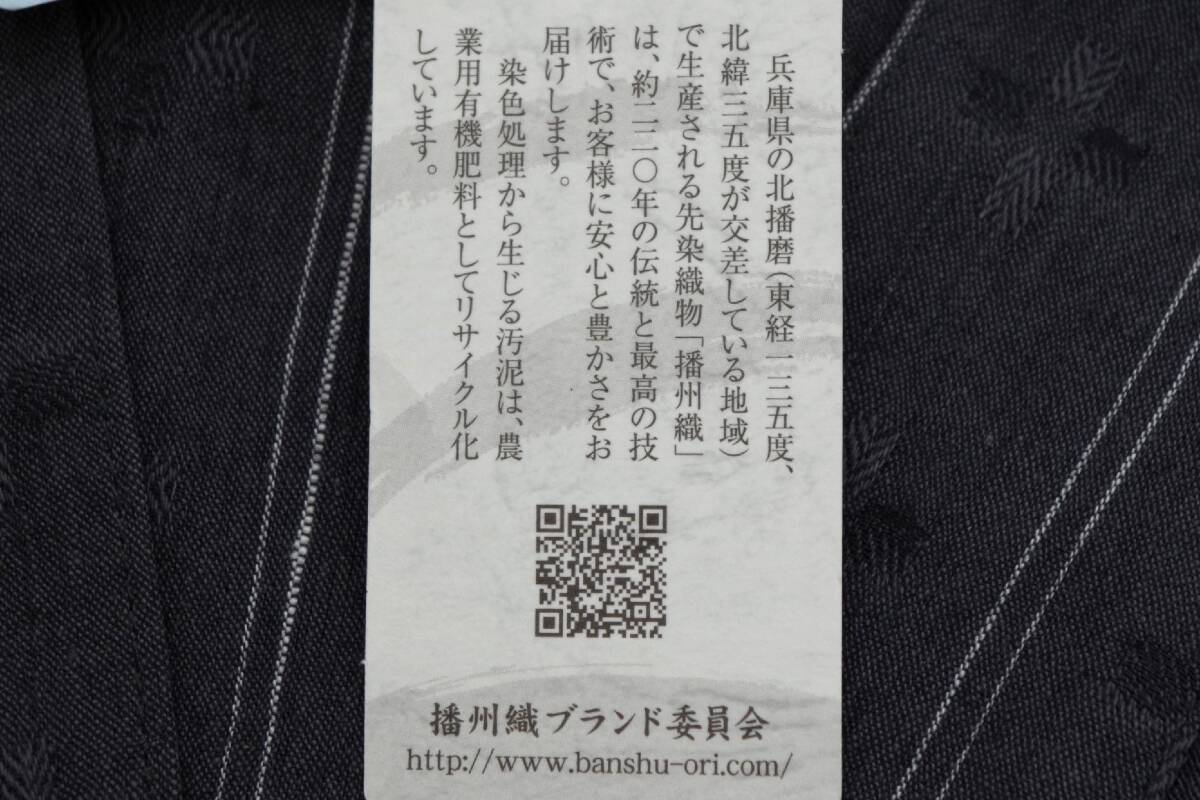 兵庫県の北播磨(東経一三五度、
北緯三五度が交差している地域)
で生産される先染織物「播州織」
は、約二二〇年の伝統と最高の技
術で、お客様に安心と豊かさをお
届けします。
染色処理から生じる汚泥は、農
業用有機肥料としてリサイクル化
しています。
播州織ブランド委員会
http://www.banshu-ori.com/